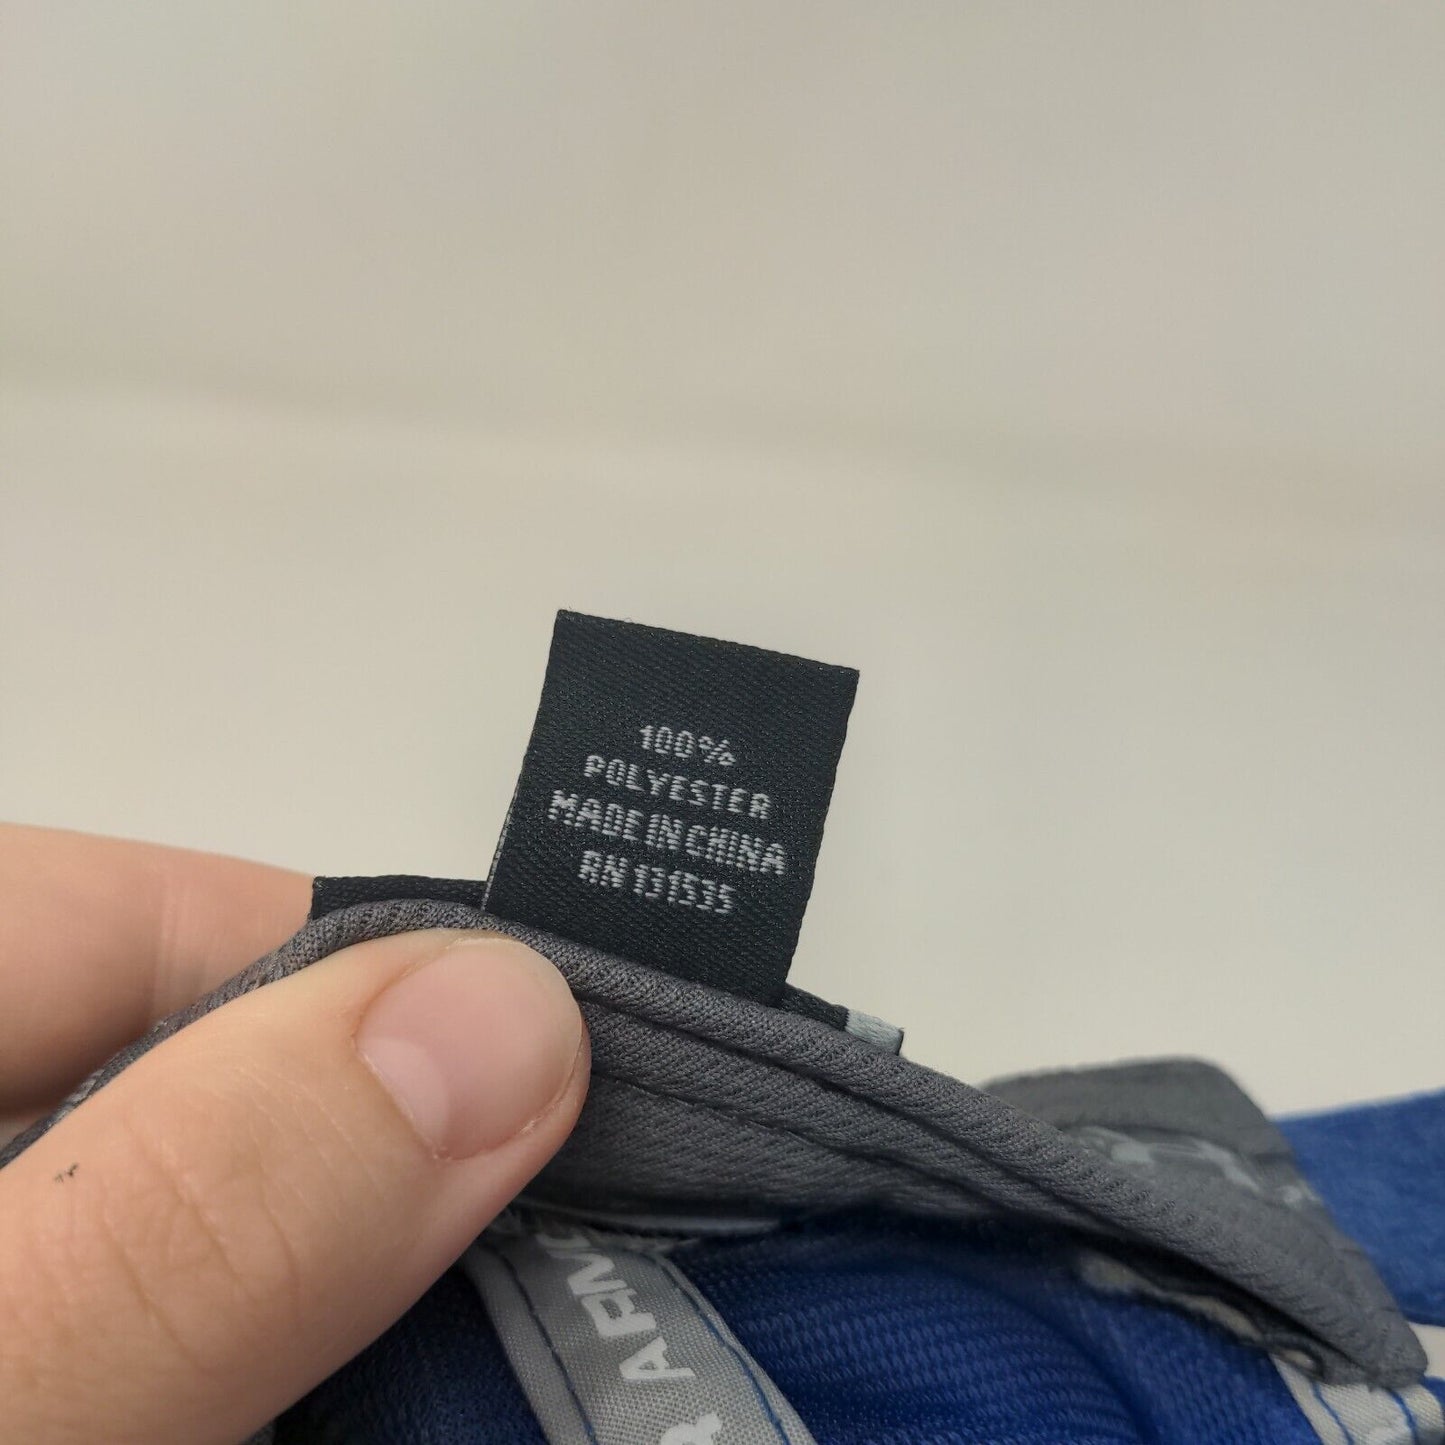 100%
POLYESTER
MADE IN CHINA
RN 131535